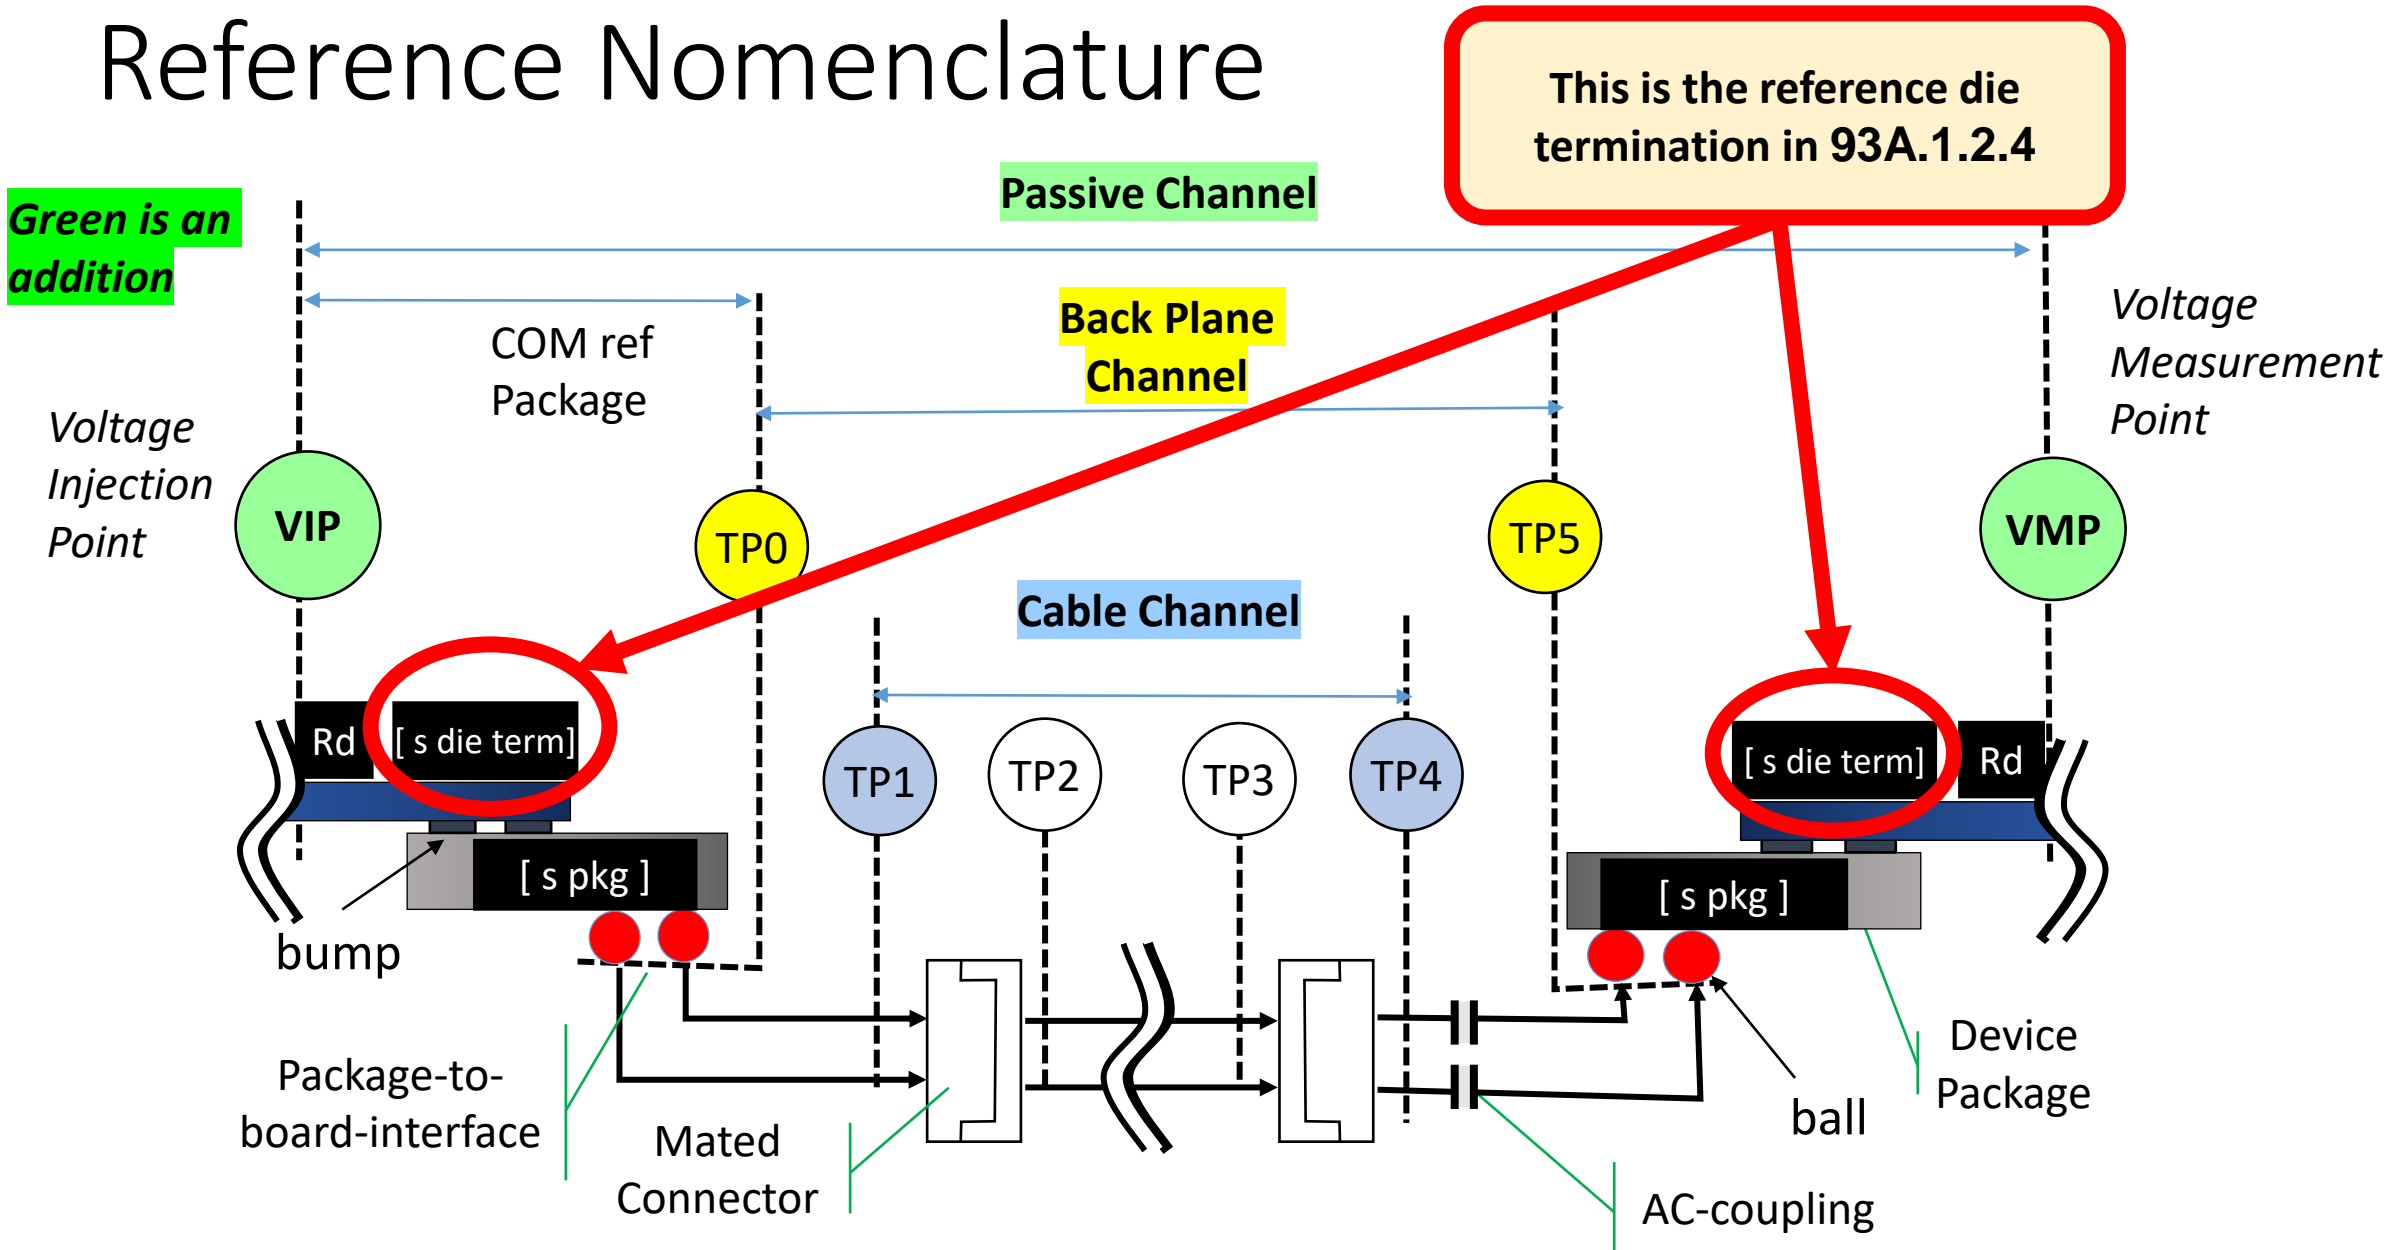 Reference Nomenclature
This is the reference die
termination in 93A.1.2.4
Green is an
addition
Passive Channel
COM ref
Package
Back Plane
Channel
Voltage
Injection
Point
Voltage
Measurement
Point
VIP
TP0
TP5
VMP
Cable Channel
Rd
[ s die term]
TP1
TP2
TP3
TP4
[ s die term]
Rd
[ s pkg ]
[ s pkg ]
bump
Package-to-
board-interface
Mated
Connector
ball
Device
Package
AC-coupling